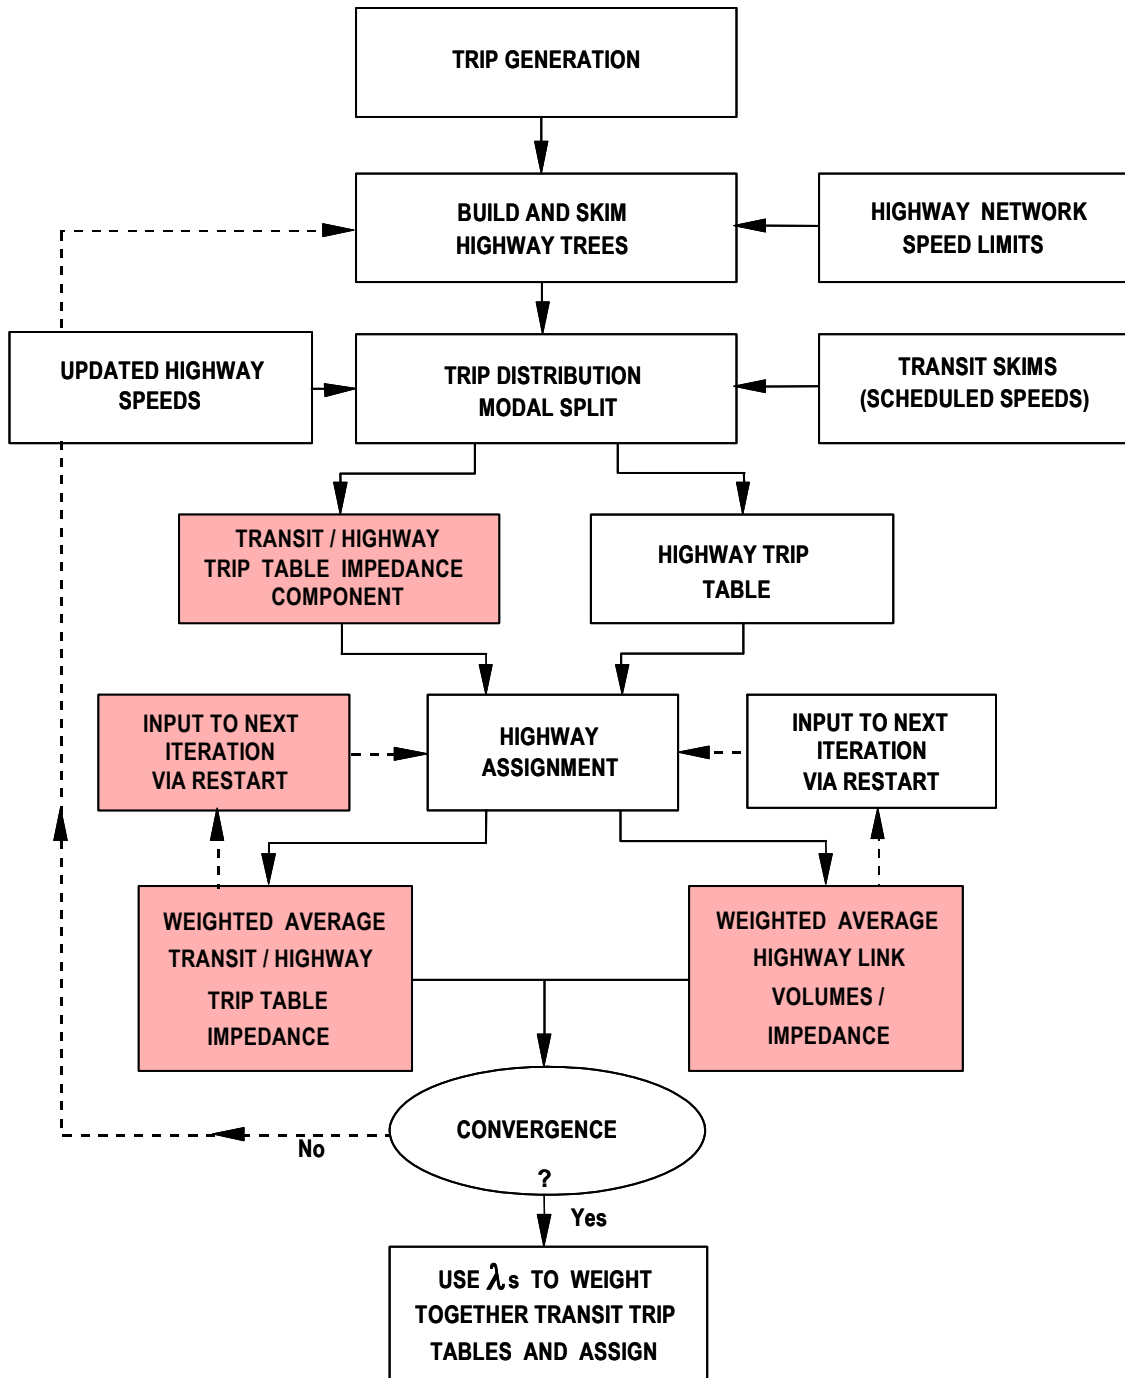 TRIP GENERATION
BUILD AND SKIM
HIGHWAY TREES
HIGHWAY NETWORK
SPEED LIMITS
UPDATED HIGHWAY
SPEEDS
TRIP DISTRIBUTION
MODAL SPLIT
TRANSIT SKIMS
(SCHEDULED SPEEDS)
TRANSIT / HIGHWAY
TRIP TABLE IMPEDANCE
COMPONENT
HIGHWAY TRIP
TABLE
INPUT TO NEXT
ITERATION
VIA RESTART
HIGHWAY
ASSIGNMENT
INPUT TO NEXT
ITERATION
VIA RESTART
WEIGHTED AVERAGE
TRANSIT / HIGHWAY
TRIP TABLE
IMPEDANCE
WEIGHTED AVERAGE
HIGHWAY LINK
VOLUMES /
IMPEDANCE
CONVERGENCE
?
No
Yes
USE λs TO WEIGHT
TOGETHER TRANSIT TRIP
TABLES AND ASSIGN